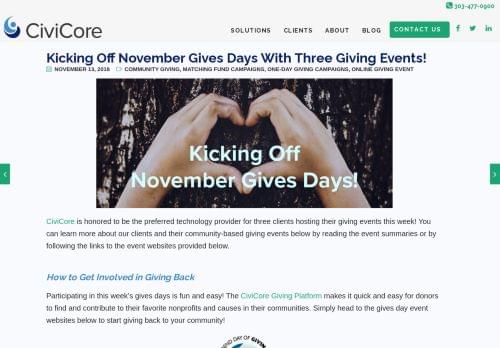 303-477-0900
CiviCore
SOLUTIONS CLIENTS ABOUT BLOG CONTACT US
Kicking Off November Gives Days With Three Giving Events!
NOVEMBER 13, 2018 COMMUNITY GIVING, MATCHING FUND CAMPAIGNS, ONE-DAY GIVING CAMPAIGNS, ONLINE GIVING EVENT
Kicking Off
November Gives Days!
CiviCore is honored to be the preferred technology provider for three clients hosting their giving events this week! You
can learn more about our clients and their community-based giving events below by reading the event summaries or by
following the links to the event websites provided below.
How to Get Involved in Giving Back
Participating in this week's gives days is fun and easy! The CiviCore Giving Platform makes it quick and easy for donors
to find and contribute to their favorite nonprofits and causes in their communities. Simply head to the gives day event
websites below to start giving back to your community!
DAY OF